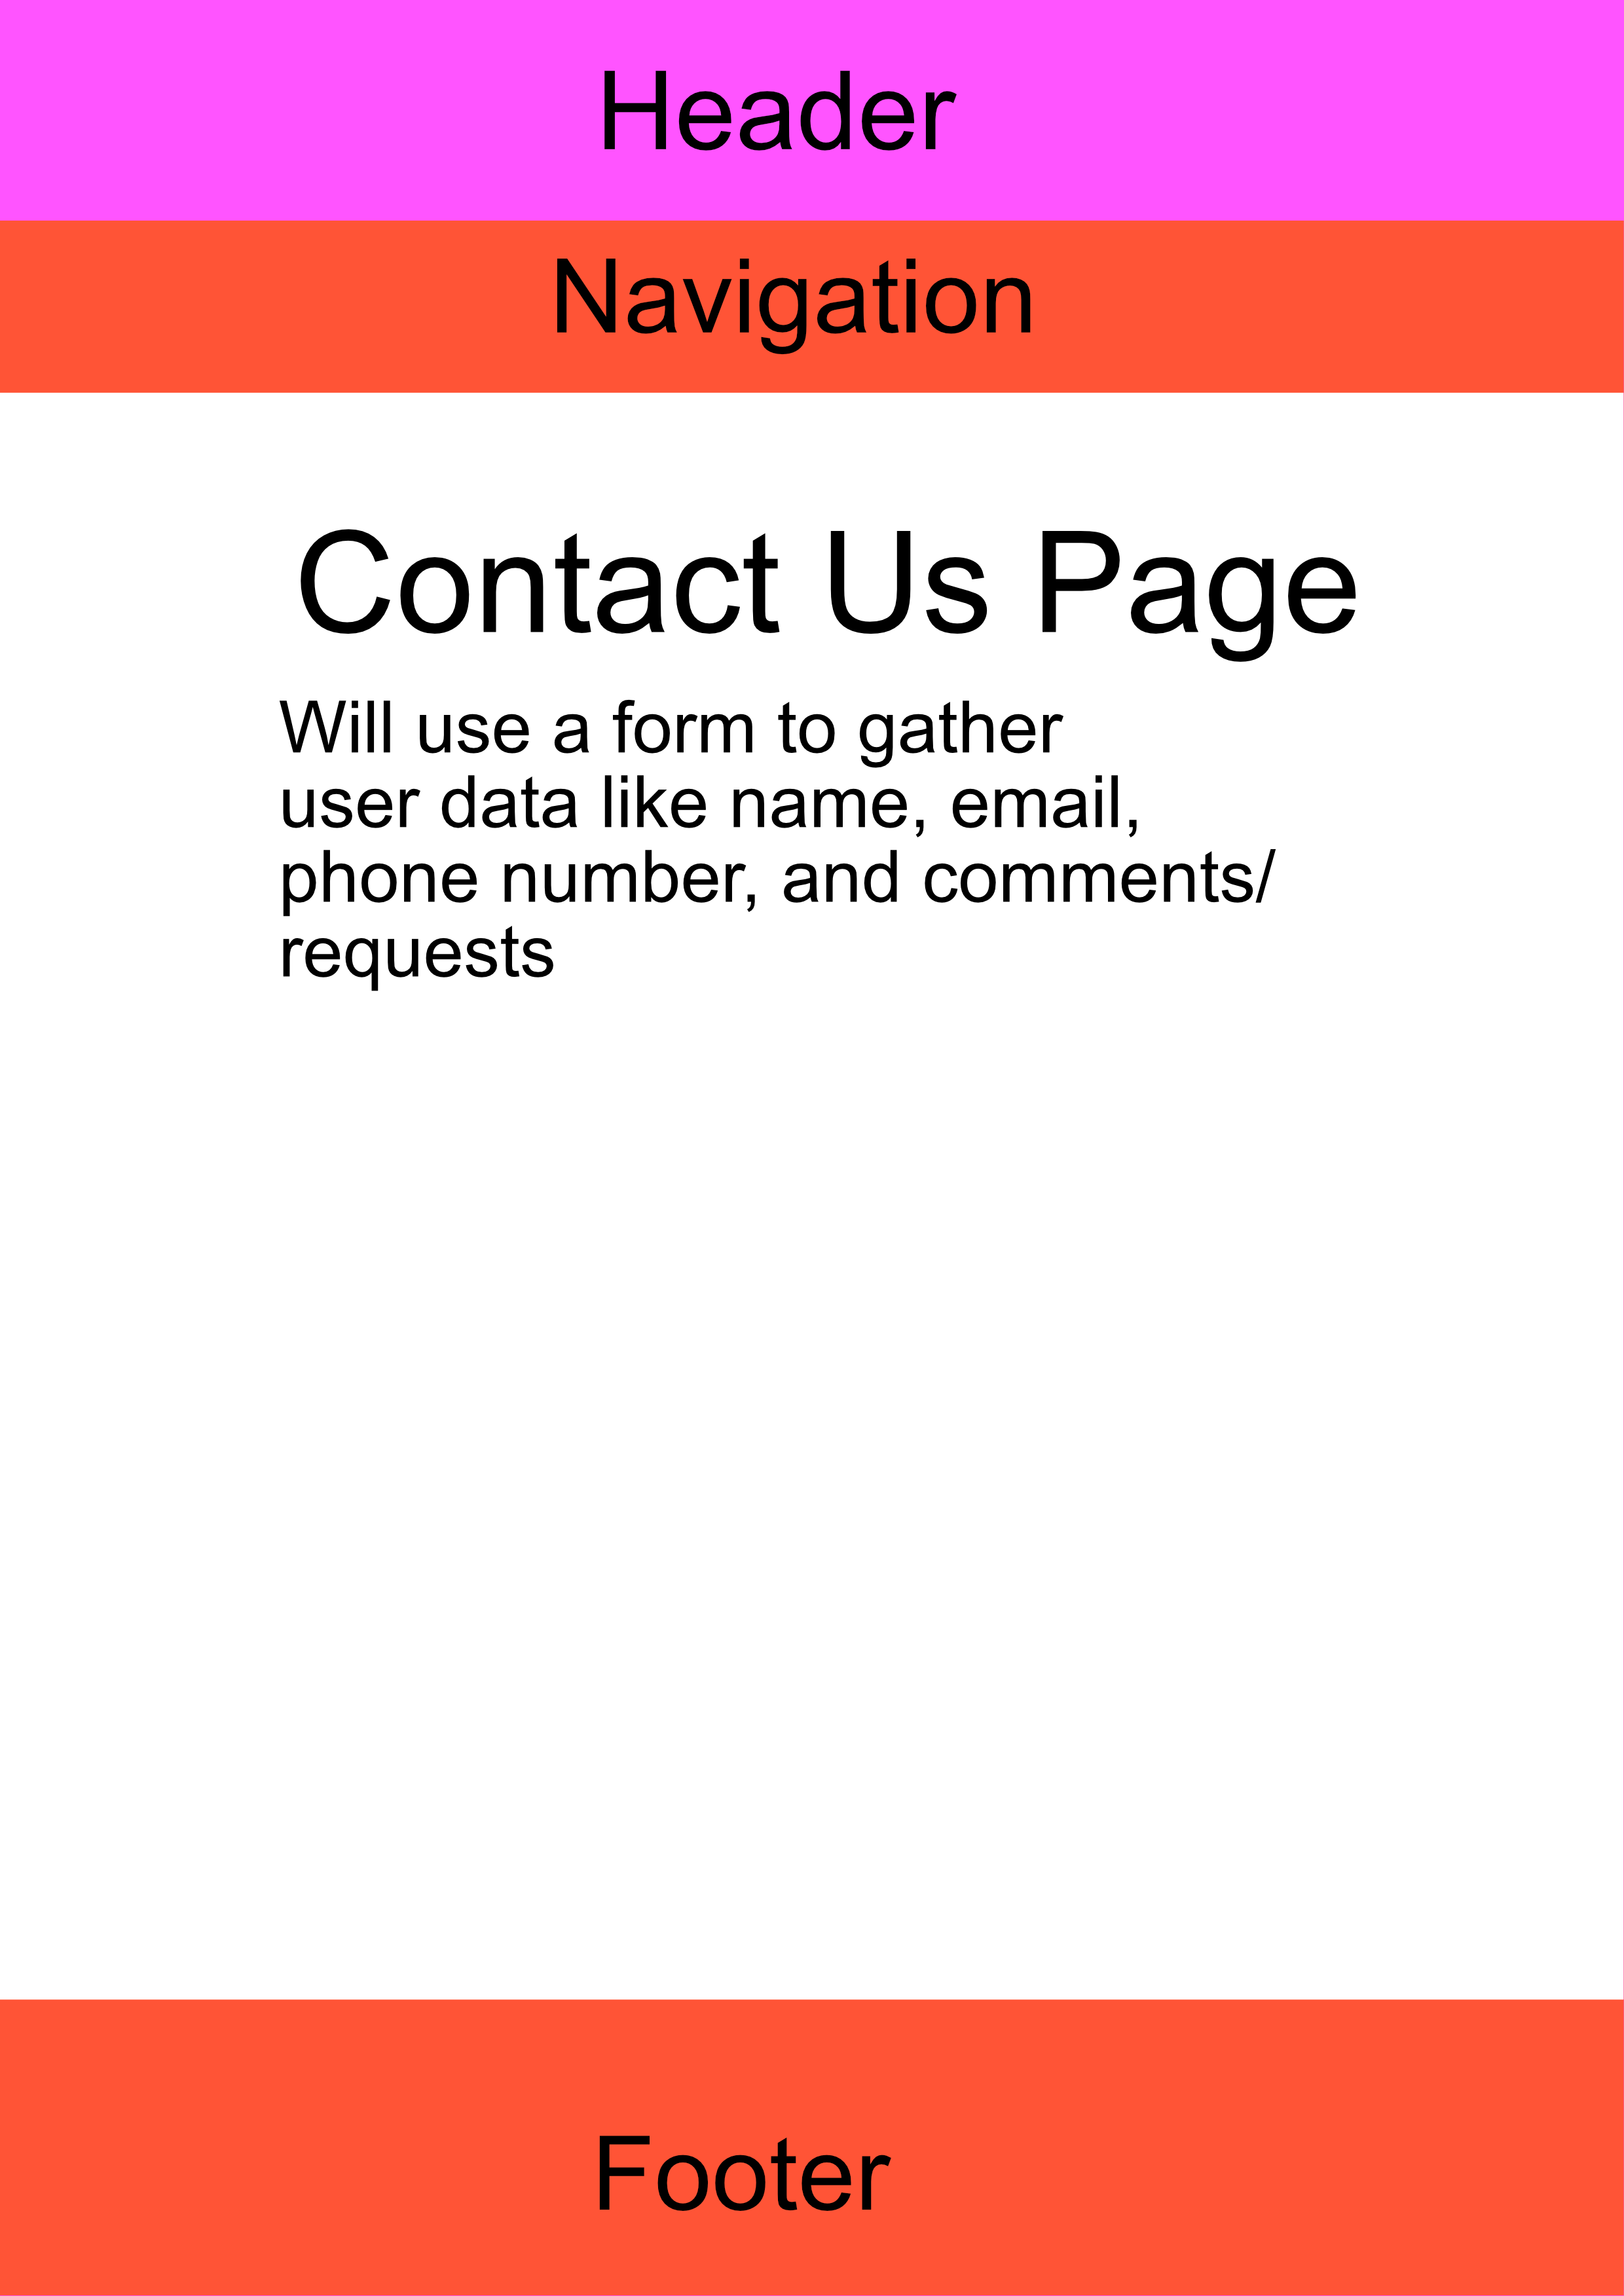 Header
Navigation
Contact Us Page
Will use a form to gather
user data like name, email,
phone number, and comments/
requests
Footer